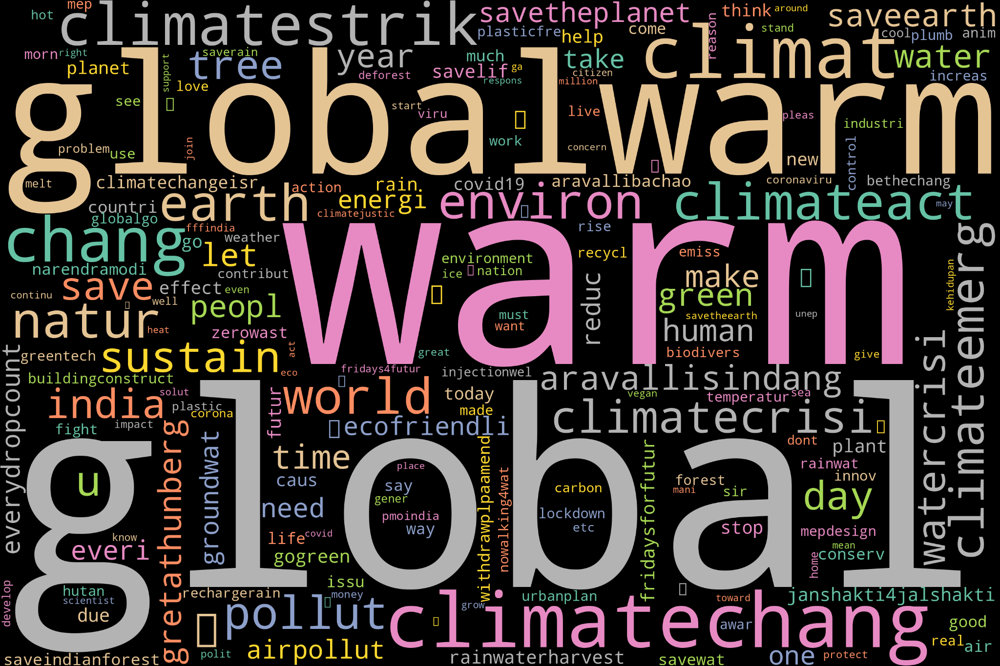 mep
hot
climatestrik
savetheplanet
think
around
saveearth
plasticfre
help
come
reason
stand
cool
plumb
anim
morn
right
planet
support
tree
saverain
year
deforest
much
savelif
ga
respons
take
citizen
million
climat
water
increas
see
love
start
viru
live
pleas
industri
globalwarm
problem
use
join
work
concern
new
control
melt
climatechangeisr
action
rain
covid19
aravallibachao
coronaviru
bethechang
countri
earth
energi
environ
climateact
may
globalgo
climatejustic
chang
fffindia
go
weather
let
rise
recycl
emiss
narendramodi
contribut
environment
ice
nation
make
save
effect
even
continu
well
peopl
warm
must
want
reduc
green
savetheearth
unep
kehidupan
climateemerg
natur
heat
zerowast
human
biodivers
give
greentech
sustain
act
great
eco
fridays4futur
injectionwel
aravallisindang
watercrisi
everydropcount
buildingconstruct
india
solut
plastic
corona
futur
world
today
made
vegan
temperatur
sea
fight
impact
ecofriendli
climatecrisi
dont
plant
gretathunberg
groundwat
time
withdrawplpaamend
fridaysforfutur
rainwat
u
caus
place
say
gener
nowalking4wat
carbon
forest
mani
sir
innov
day
need
pmoindia
way
lockdown
etc
stop
mepdesign
know
everi
life
covid
gogreen
mean
conserv
home
global
develop
hutan
scientist
due
rechargerain
issu
money
grow
urbanplan
toward
janshakti4jalshakti
pollut
climatechang
awar
good
saveindianforest
polit
airpollut
rainwaterharvest
savewat
one
protect
real
air